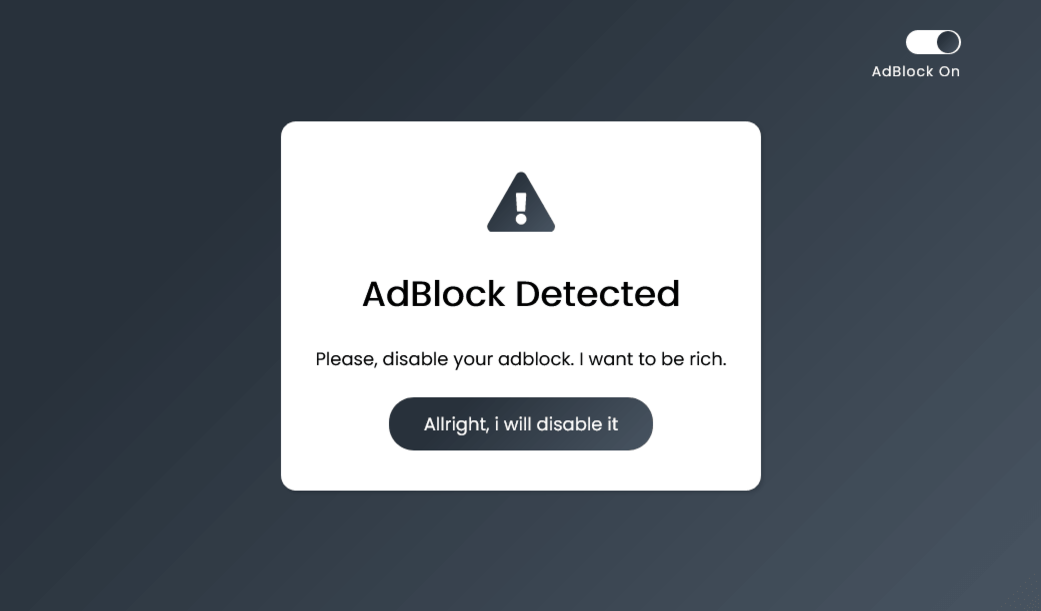 AdBlock On
AdBlock Detected
Please, disable your adblock. I want to be rich.
Allright, i will disable it